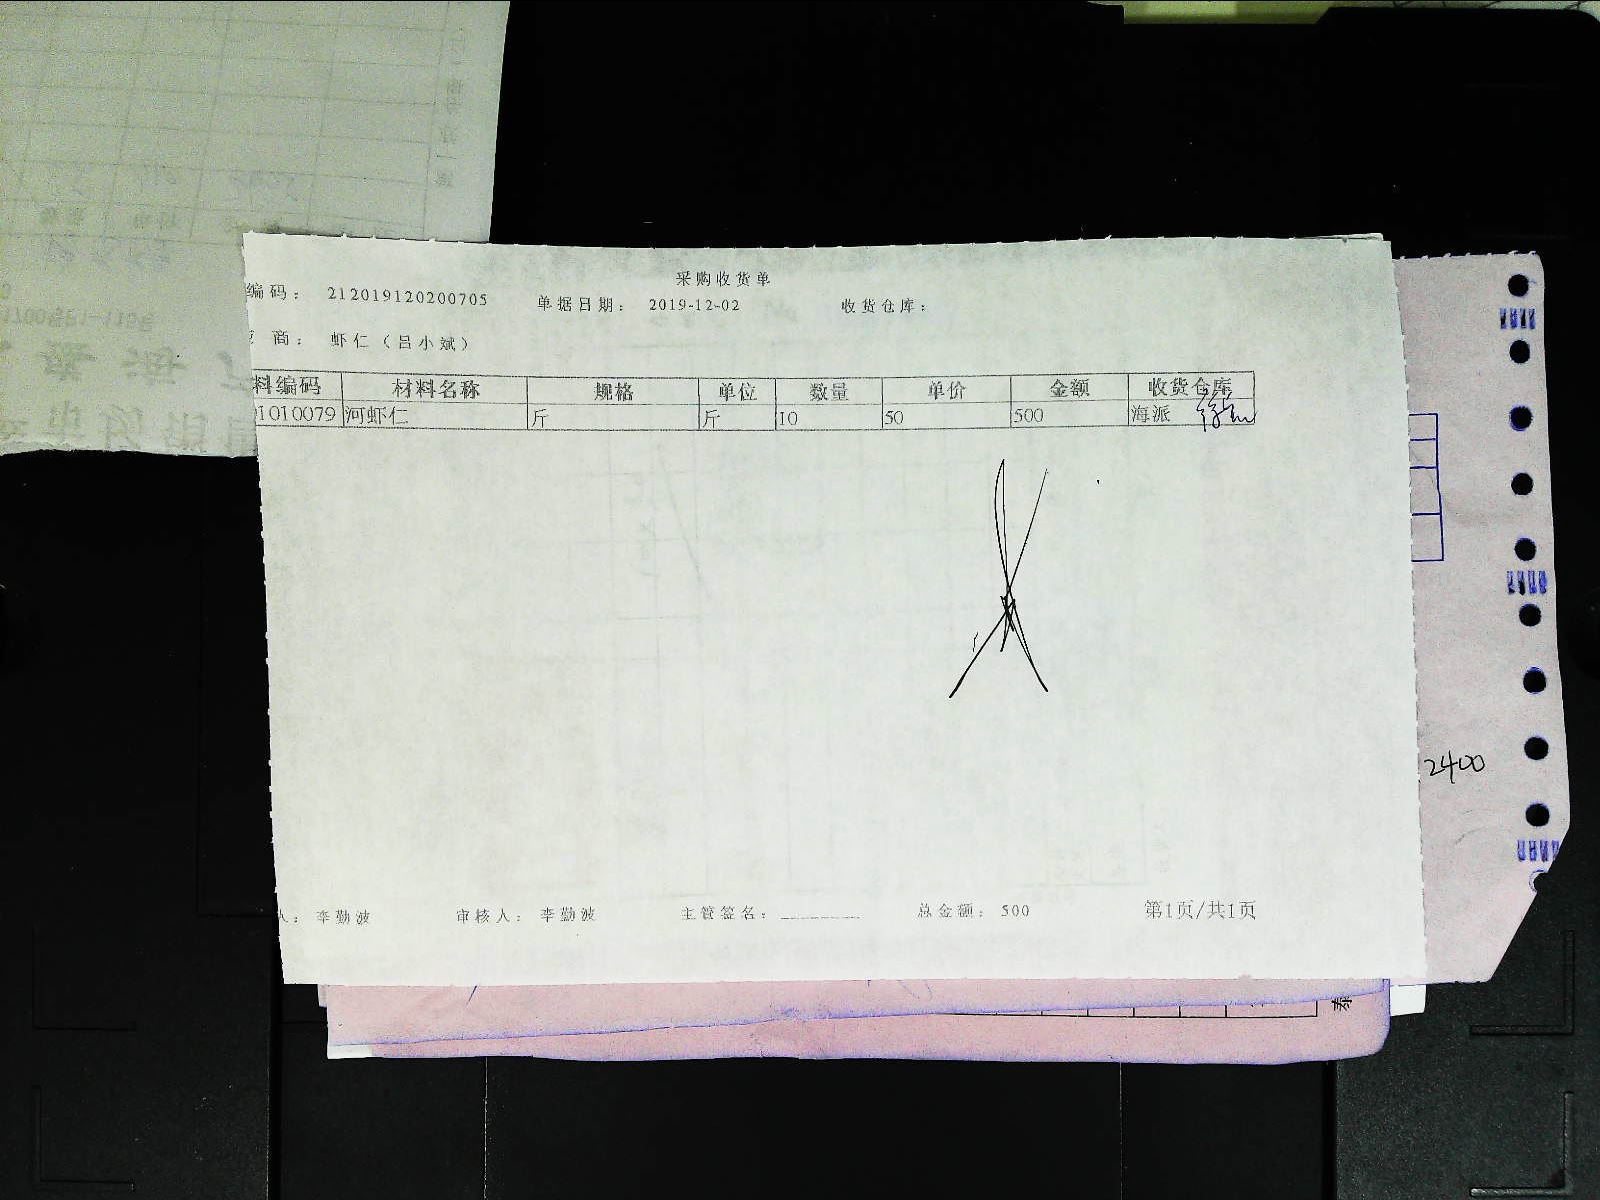 采购收货单
编码： 212019120200705 单据日期： 2019-12-02 收货仓库：
商： 虾仁（吕小斌）
料编码 材料名称 规格 单位 数量 单价 金额 收货仓库
1010079 河虾仁 斤 斤 10 50 500 海派
2400
人： 李勤波 审核人： 李勤波 主管签名： 总金额： 500 第1页/共1页